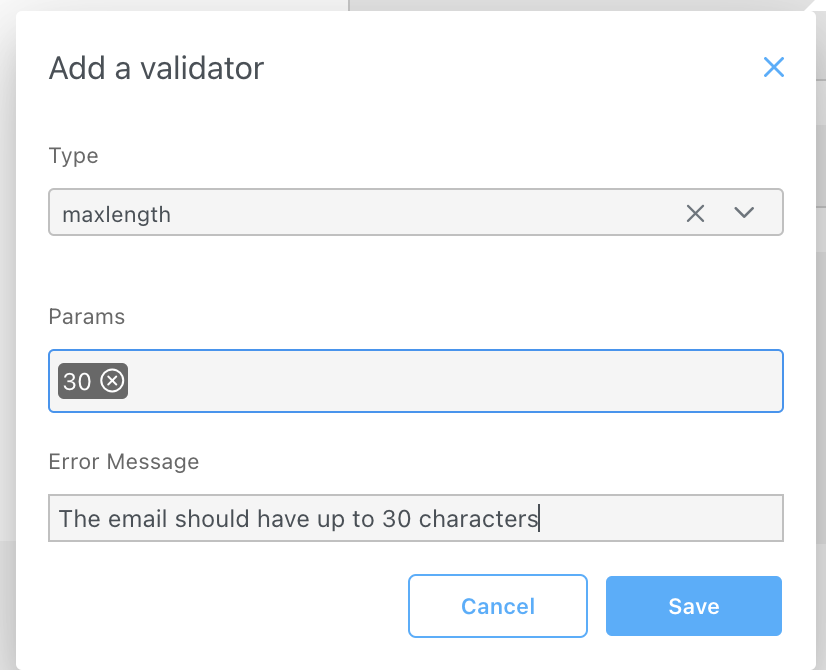 Add a validator
Type
maxlength
Params
30
Error Message
The email should have up to 30 characters
Cancel
Save